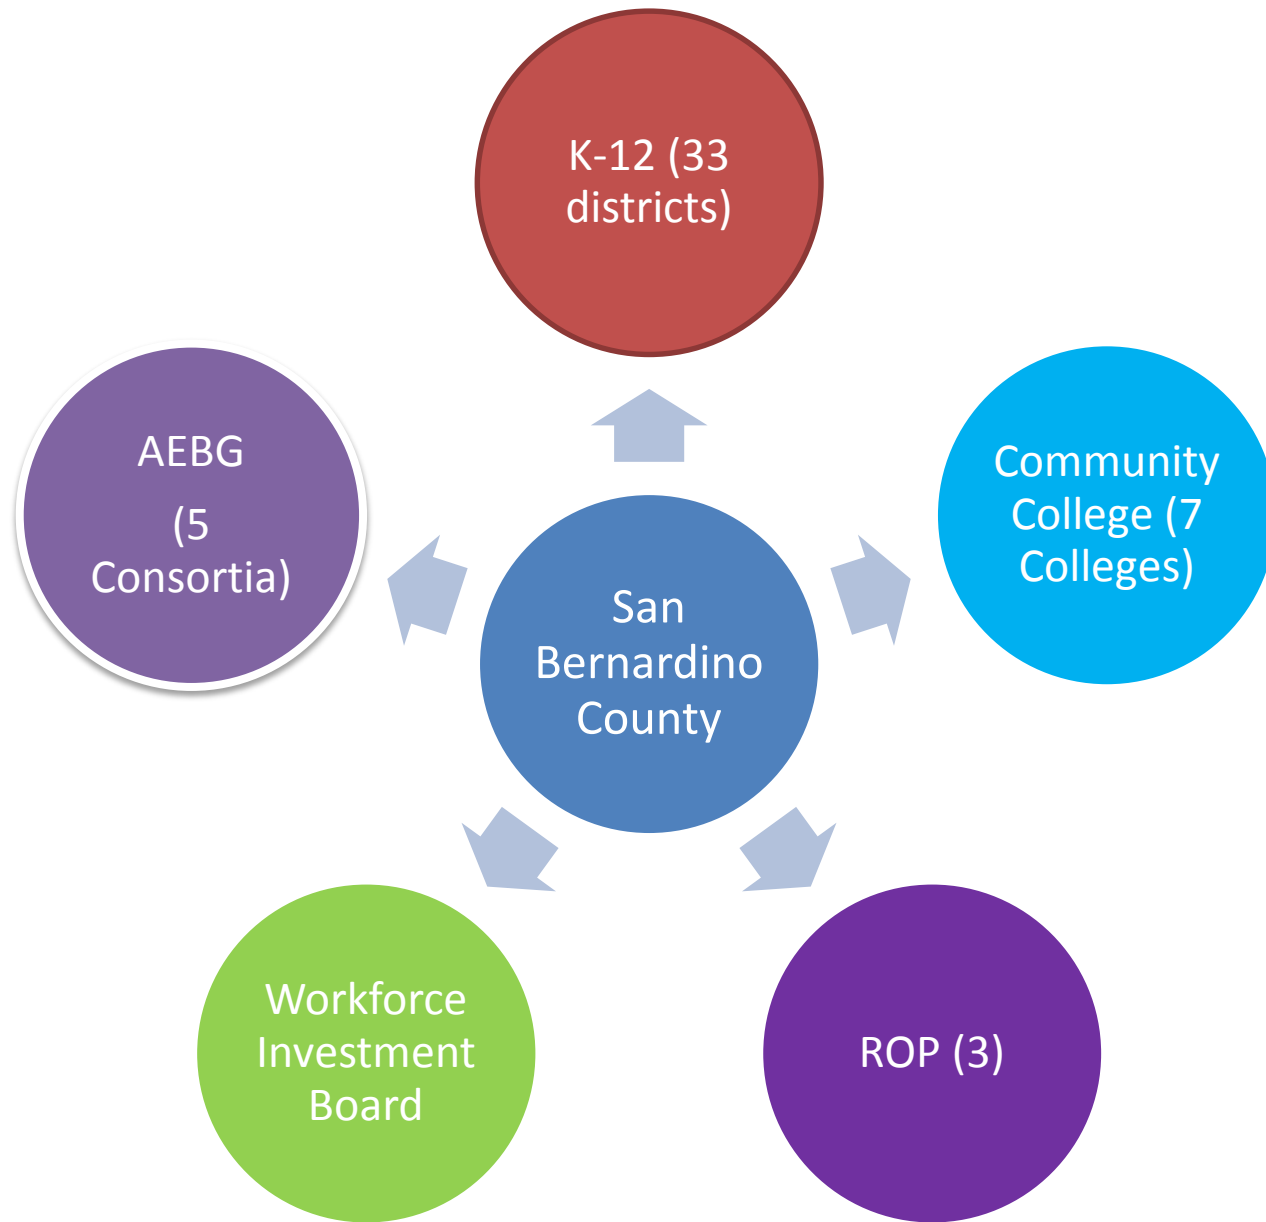 K-12 (33
districts)
AEBG
(5
Consortia)
Community
College (7
Colleges)
San
Bernardino
County
Workforce
Investment
Board
ROP (3)